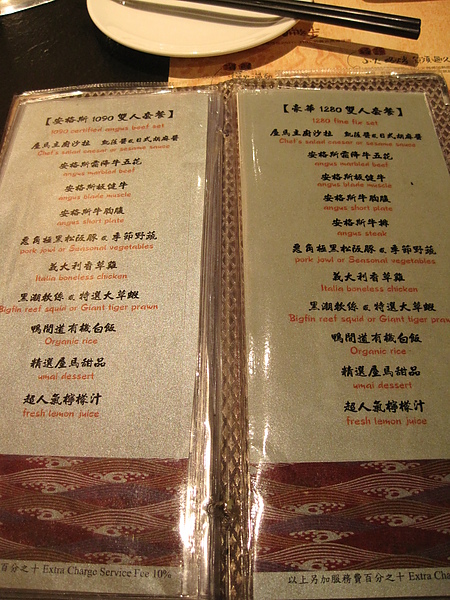 【安格斯 1090 雙人套餐】
1090 certified angus beef set
屋馬主廚沙拉 凱薩醬or日式胡麻醬
Chef's salad caesar or sesame sauce
安格斯霜降牛五花
angus marbled beef
安格斯板健牛
angus blade muscle
安格斯牛胸腹
angus short plate
極黑松阪豚 or 季節野蔬
pork jowl or Seasonal vegetables
義大利香草雞
Italia boneless chicken
黑潮軟絲 or 特選大草蝦
Bigfin reef squid or Giant tiger prawn
鴨間道有機白飯
Organic rice
精選屋馬甜品
umai dessert
超人氣檸檬汁
fresh lemon juice
百分之十 Extra Charge Service Fee 10%
【豪華 1280 雙人套餐】
1280 fine fix set
屋馬主廚沙拉 凱薩醬or日式胡麻醬
Chef's salad caesar or sesame sauce
安格斯霜降牛五花
angus marbled beef
安格斯板健牛
angus blade muscle
安格斯牛胸腹
angus short plate
安格斯牛排
angus steak
極黑松阪豚 or 季節野蔬
pork jowl or Seasonal vegetables
義大利香草雞
Italia boneless chicken
黑潮軟絲 or 特選大草蝦
Bigfin reef squid or Giant tiger prawn
鴨間道有機白飯
Organic rice
精選屋馬甜品
umai dessert
超人氣檸檬汁
fresh lemon juice
以上另加服務費百分之十 Extra Cha